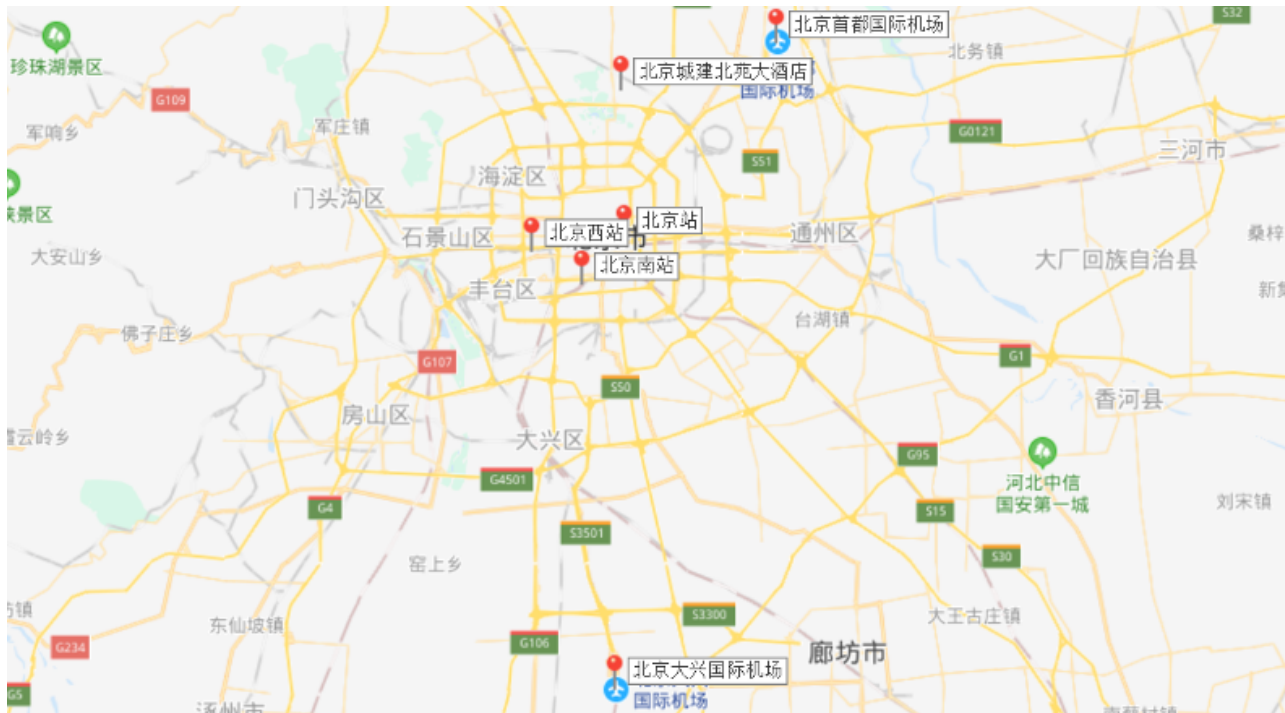 S32
北京首都国际机场
珍珠湖景区
北务镇
北京城建北苑大酒店
国际机场
G109
军庄镇
军响乡
G0121
三河市
S51
海淀区
门头沟区
景区
北京站
北京西站
石景山区
市
通州区
桑梓
大安山乡
北京南站
大厂回族自治县
丰台区
台湖镇
佛子庄乡
G107
G1
S50
香河县
房山区
云岭乡
大兴区
G95
G4501
河北中信
国安第一城
G4
S15
刘宋镇
S3501
S30
窑上乡
S3300
大王古庄镇
东仙坡镇
G234
G106
廊坊市
北京大兴国际机场
G5
国际机场
涿州市